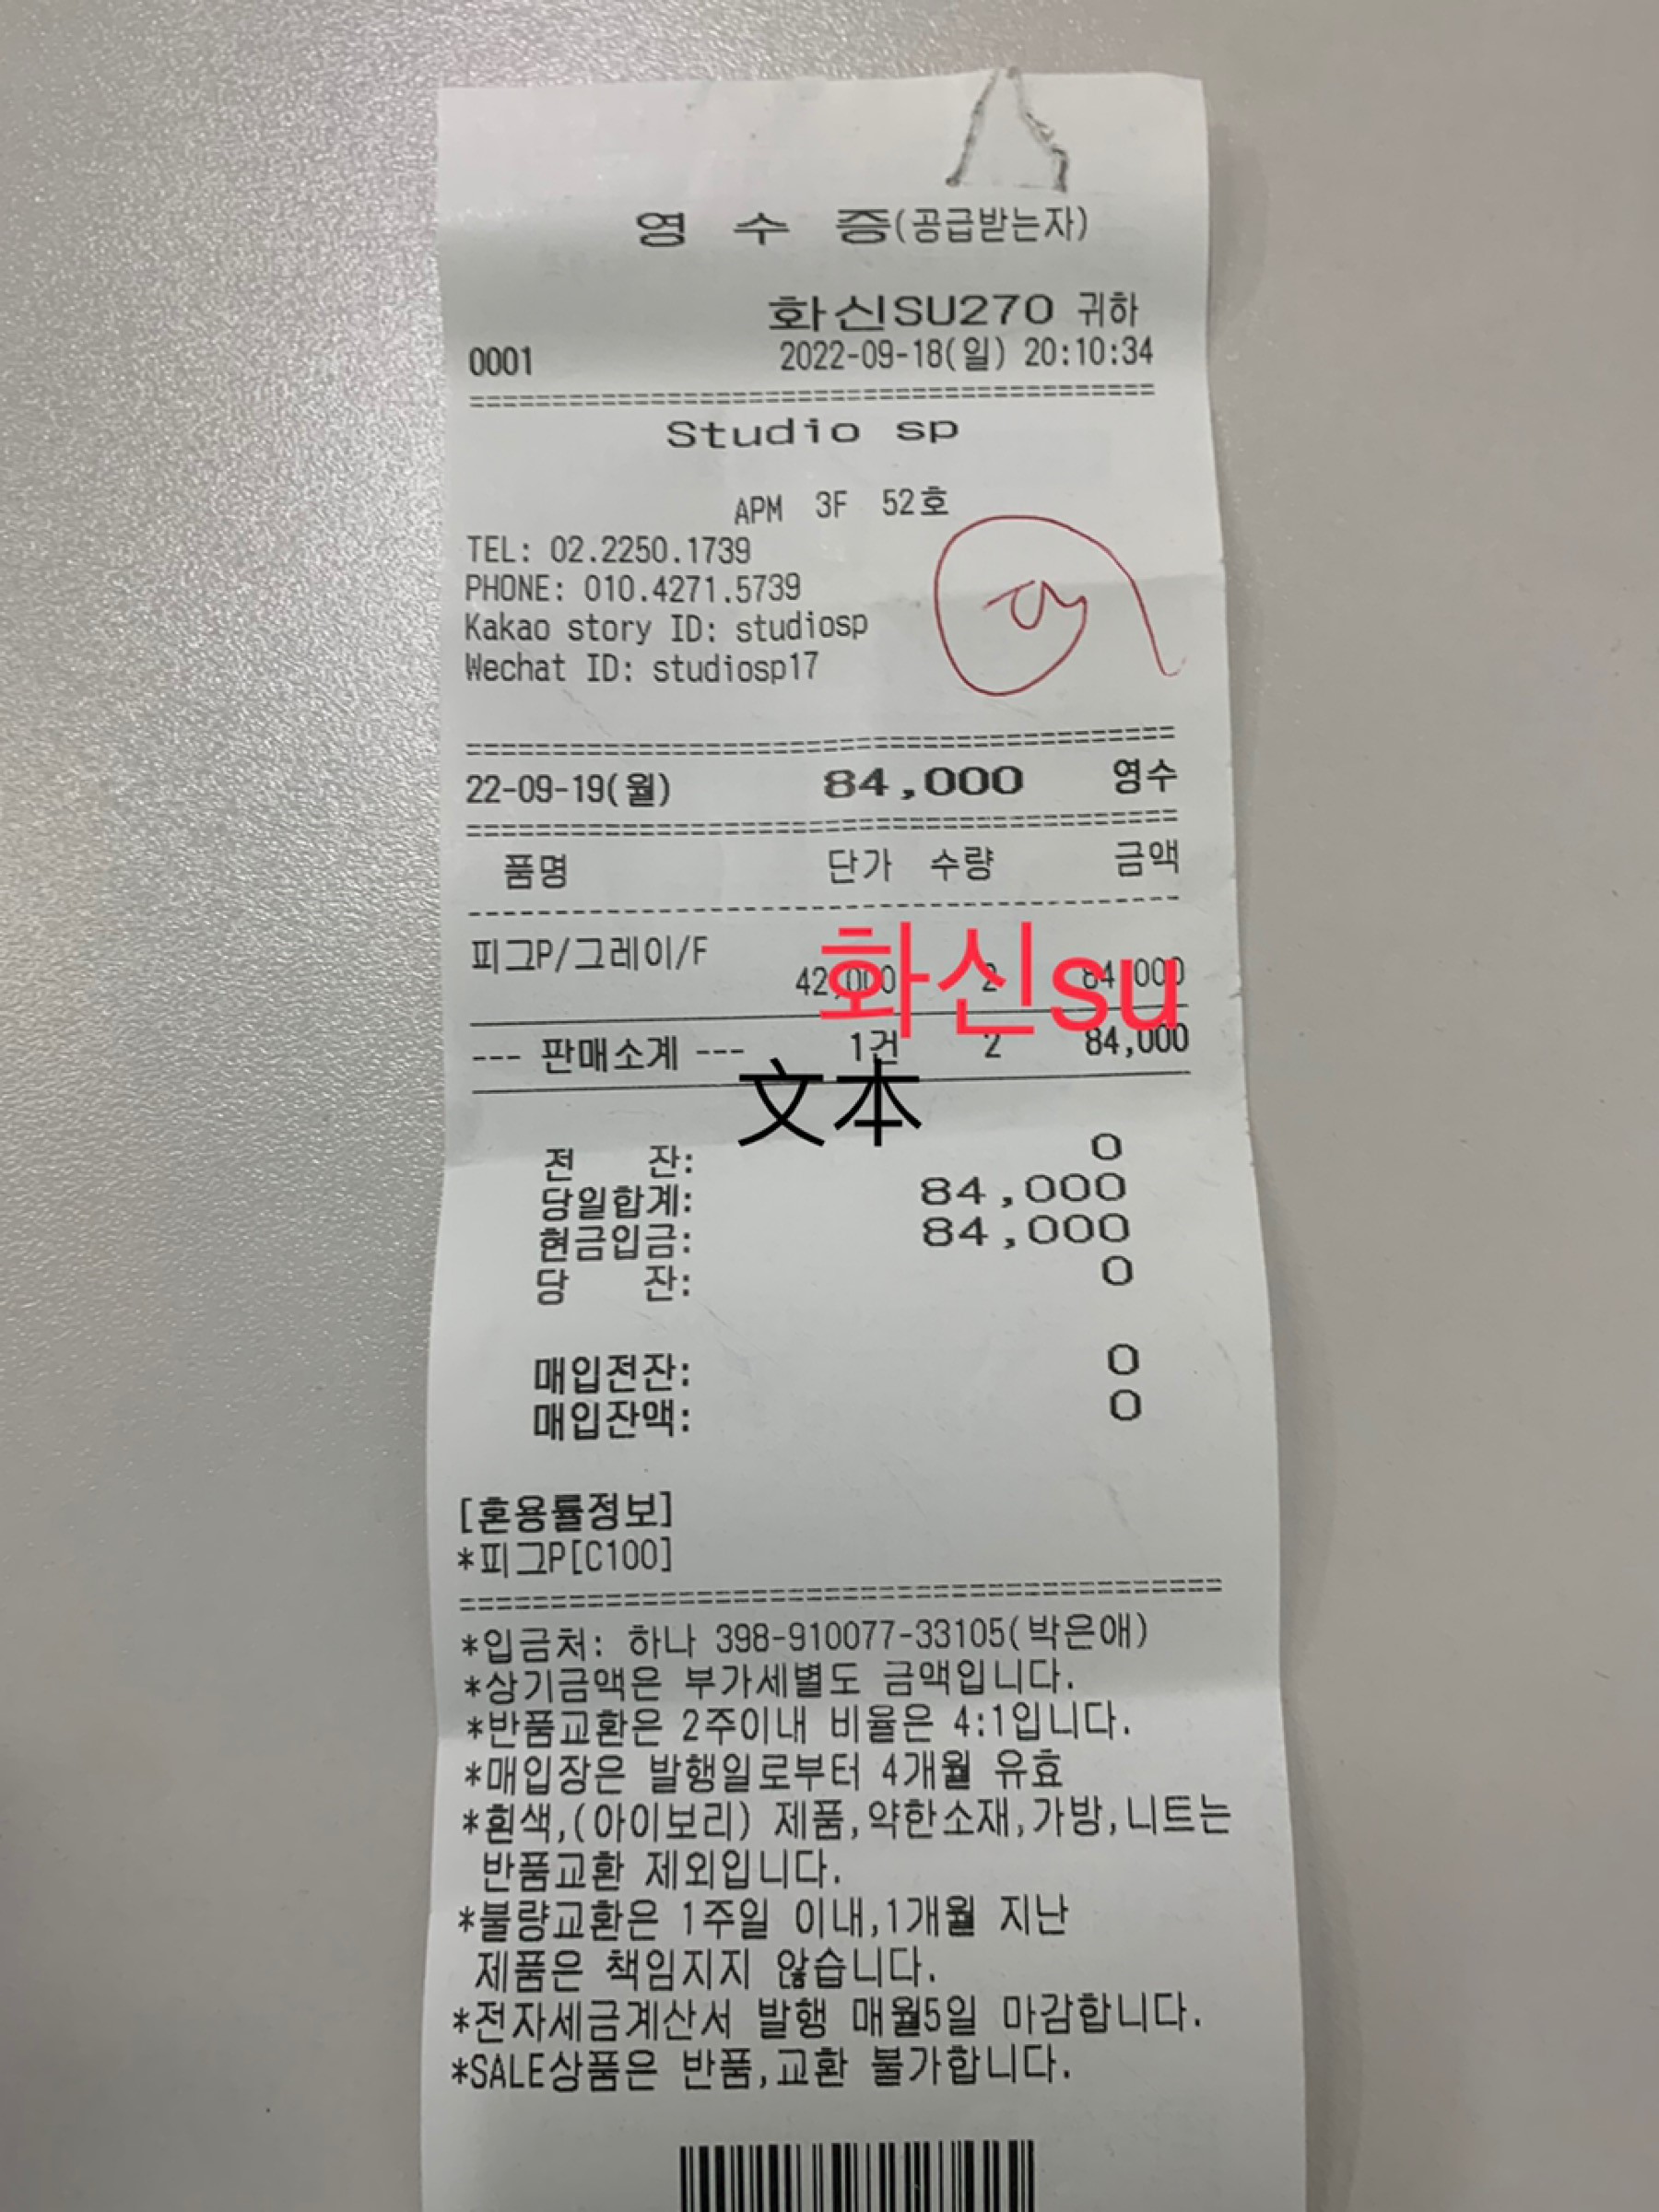 영 수 증(공급받는자)
화신SU270 귀하
0001 2022-09-18(일) 20:10:34
========================================
Studio sp
APM 3F 52호
TEL: 02.2250.1739
PHONE: 010.4271.5739
Kakao story ID: studiosp
Wechat ID: studiosp17
========================================
22-09-19(월) 84,000 영수
========================================
품명 단가 수량 금액
----------------------------------------
피그P/그레이/F
42,000 2 84,000
화신su
--- 판매소계 --- 1건 2 84,000
文本
전 잔: 0
당일합계: 84,000
현금입금: 84,000
당 잔: 0
매입전잔: 0
매입잔액: 0
[혼용률정보]
*피그P[C100]
========================================
*입금처: 하나 398-910077-33105(박은애)
*상기금액은 부가세별도 금액입니다.
*반품교환은 2주이내 비율은 4:1입니다.
*매입장은 발행일로부터 4개월 유효
*흰색,(아이보리) 제품,약한소재,가방,니트는
반품교환 제외입니다.
*불량교환은 1주일 이내,1개월 지난
제품은 책임지지 않습니다.
*전자세금계산서 발행 매월5일 마감합니다.
*SALE상품은 반품,교환 불가합니다.